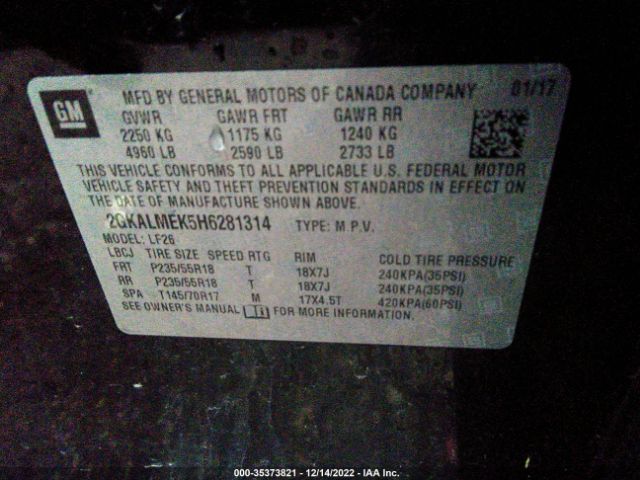 GM
MFD BY GENERAL MOTORS OF CANADA COMPANY 01/17
GVWR GAWR FRT GAWR RR
2250 KG 1175 KG 1240 KG
4960 LB 2590 LB 2733 LB
THIS VEHICLE CONFORMS TO ALL APPLICABLE U.S. FEDERAL MOTOR
VEHICLE SAFETY AND THEFT PREVENTION STANDARDS IN EFFECT ON
THE DATE OF MANUFACTURE SHOWN ABOVE.
2GKALMEK5H6281314 TYPE: M.P.V.
MODEL: LF26
LBCJ TIRE SIZE SPEED RTG RIM COLD TIRE PRESSURE
FRT P235/55R18 T 18X7J 240KPA(35PSI)
RR P235/55R18 T 18X7J 240KPA(35PSI)
SPA T145/70R17 M 17X4.5T 420KPA(60PSI)
SEE OWNER'S MANUAL FOR MORE INFORMATION.
000-35373821 - 12/14/2022 - IAA Inc.